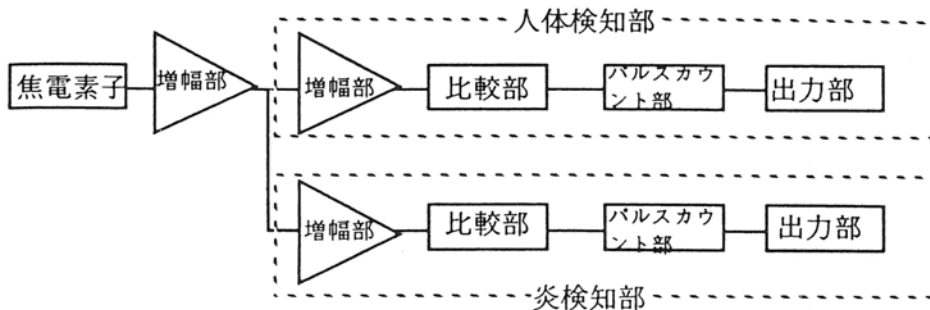 人体検知部
焦電素子
増幅部
増幅部
比較部
パルスカウ
ント部
出力部
増幅部
比較部
パルスカウ
ント部
出力部
炎検知部